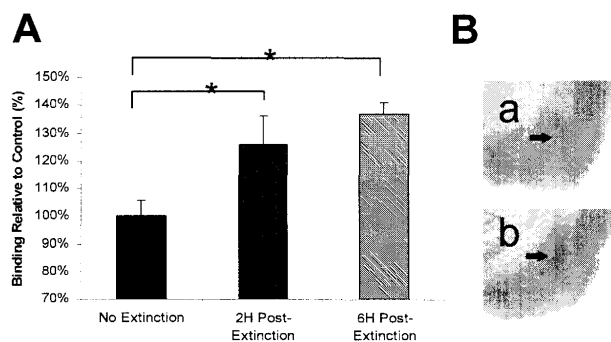 A
B
*
*
Binding Relative to Control (%)
150%
140%
130%
120%
110%
100%
90%
80%
70%
No Extinction
2H Post-
Extinction
6H Post-
Extinction
a
b